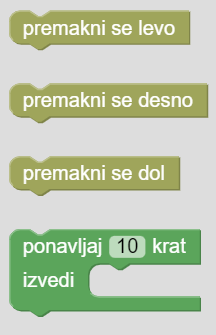 premakni se levo
premakni se desno
premakni se dol
ponavljaj 10 krat
izvedi